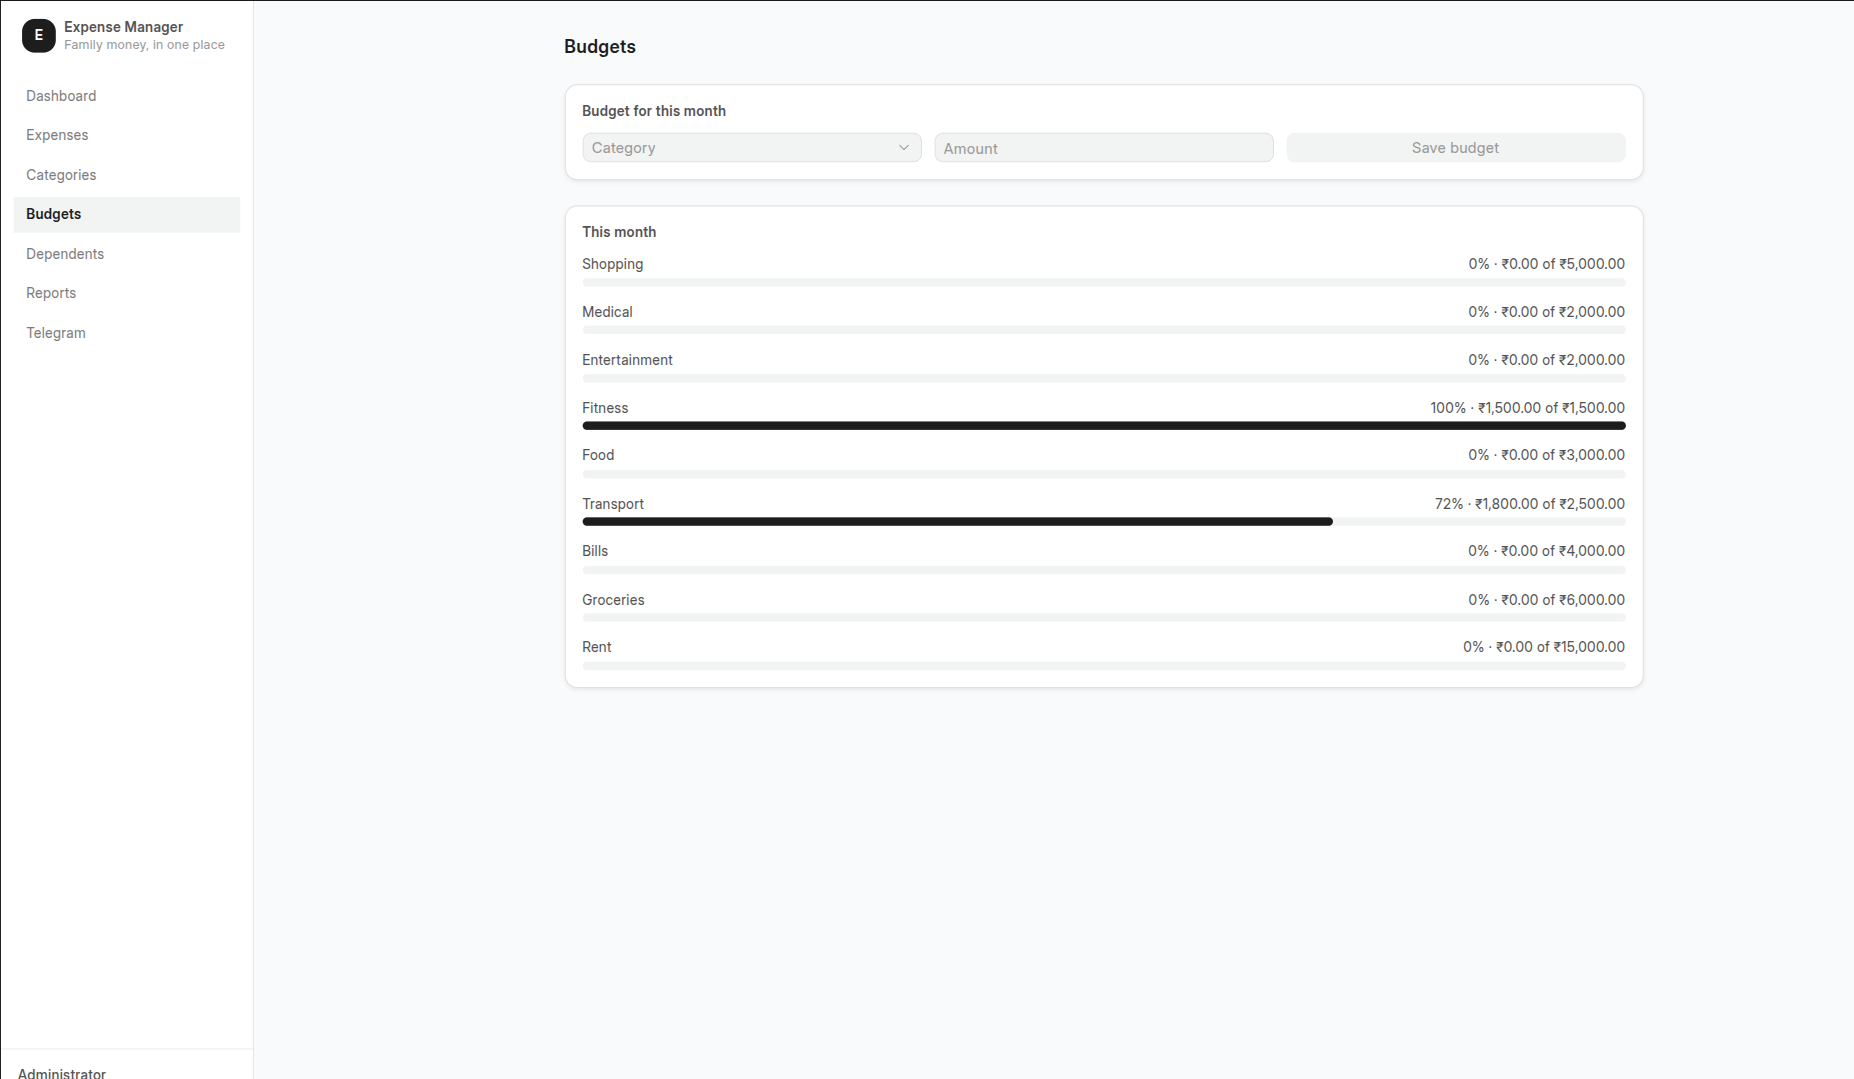 E
Expense Manager
Family money, in one place
Dashboard
Expenses
Categories
Budgets
Dependents
Reports
Telegram
Administrator
Budgets
Budget for this month
Category
Amount
Save budget
This month
Shopping 0% · ₹0.00 of ₹5,000.00
Medical 0% · ₹0.00 of ₹2,000.00
Entertainment 0% · ₹0.00 of ₹2,000.00
Fitness 100% · ₹1,500.00 of ₹1,500.00
Food 0% · ₹0.00 of ₹3,000.00
Transport 72% · ₹1,800.00 of ₹2,500.00
Bills 0% · ₹0.00 of ₹4,000.00
Groceries 0% · ₹0.00 of ₹6,000.00
Rent 0% · ₹0.00 of ₹15,000.00